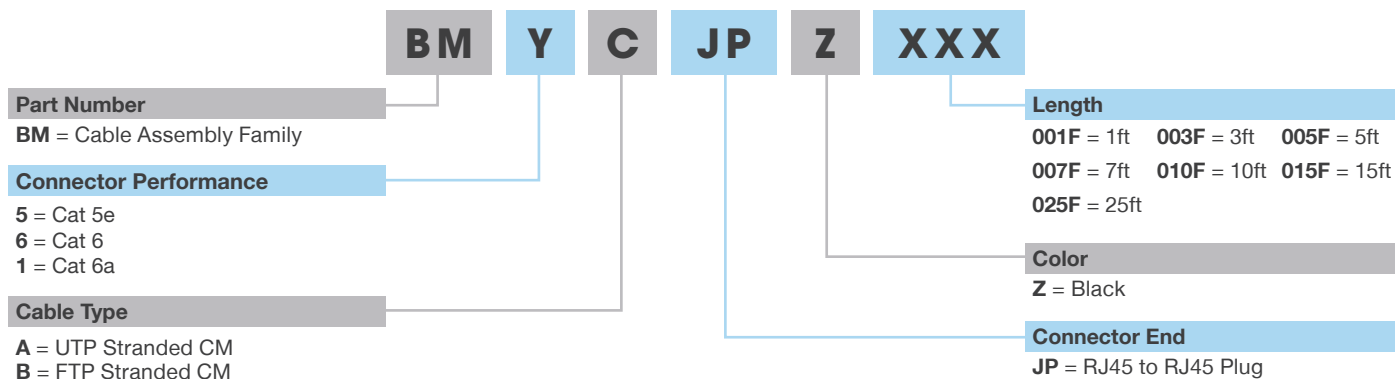 BM Y C JP Z XXX
Part Number
BM = Cable Assembly Family
Connector Performance
5 = Cat 5e
6 = Cat 6
1 = Cat 6a
Cable Type
A = UTP Stranded CM
B = FTP Stranded CM
Length
001F = 1ft 003F = 3ft 005F = 5ft
007F = 7ft 010F = 10ft 015F = 15ft
025F = 25ft
Color
Z = Black
Connector End
JP = RJ45 to RJ45 Plug